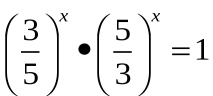 (3/5)^x • (5/3)^x = 1